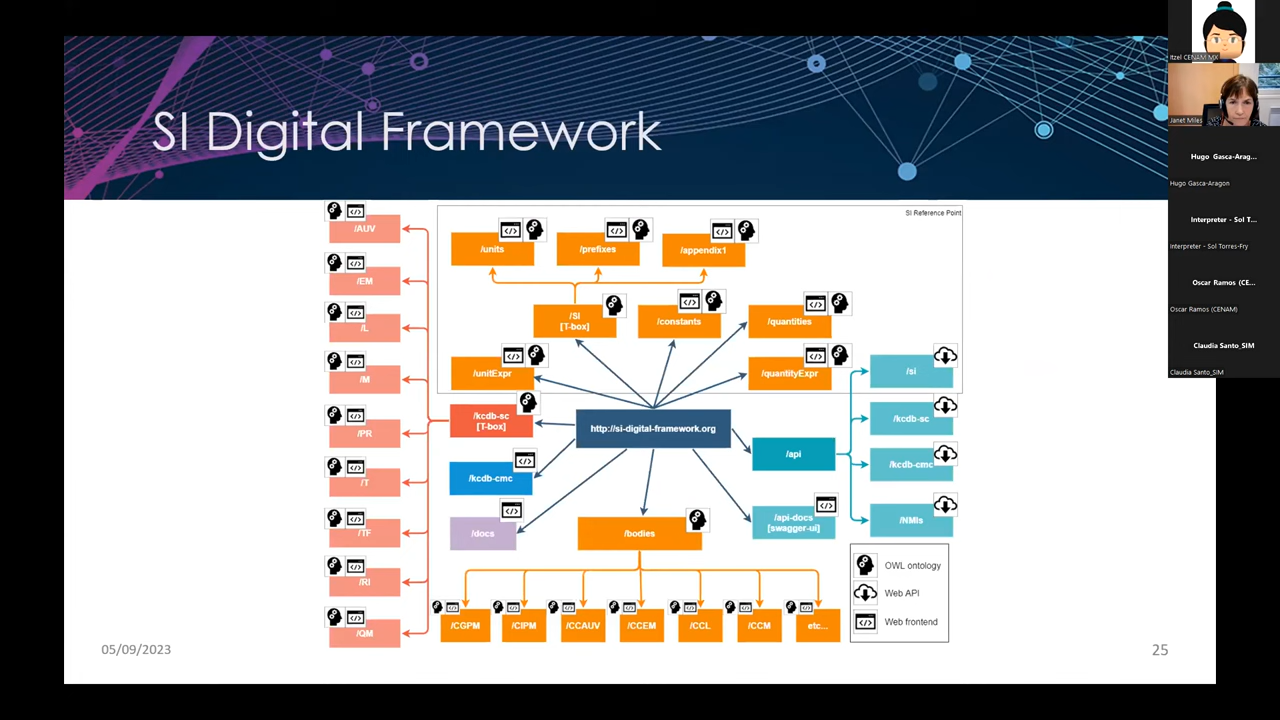 SI Digital Framework
SI Reference Point
/units
/prefixes
/appendix1
/SI
[T-box]
/constants
/quantities
/unitExpr
/quantityExpr
/AUV
/EM
/L
/M
/PR
/T
/TF
/RI
/QM
/kcdb-sc
[T-box]
http://si-digital-framework.org
/kcdb-cmc
/docs
/bodies
/api
/api-docs
[swagger-ui]
/si
/kcdb-sc
/kcdb-cmc
/NMIs
/CGPM
/CIPM
/CCAUV
/CCEM
/CCL
/CCM
etc...
OWL ontology
Web API
Web frontend
05/09/2023
25
Itzel CENAM MX
Janet Miles
Hugo Gasca-Arag...
Hugo Gasca-Aragon
Interpreter - Sol T...
Interpreter - Sol Torres-Fry
Oscar Ramos (CE...
Oscar Ramos (CENAM)
Claudia Santo_SIM
Claudia Santo_SIM